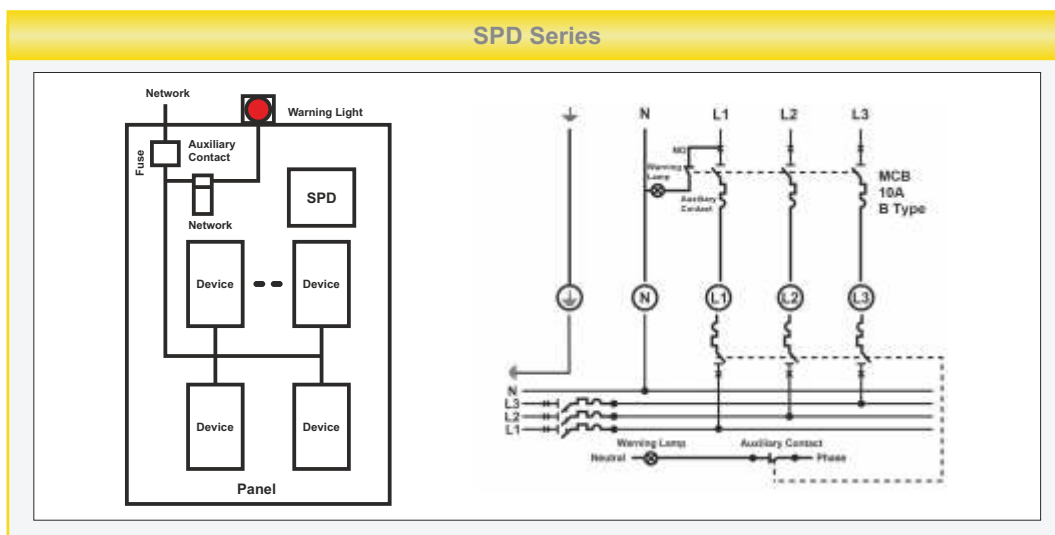 SPD Series
Network
Warning Light
Fuse
Auxiliary
Contact
SPD
Network
Device
Device
Device
Device
Panel
N
L1
L2
L3
NO
Warning
Lamp
Auxiliary
Contact
MCB
10A
B Type
N
L1
L2
L3
N
L3
L2
L1
Warning Lamp
Auxiliary Contact
Neutral
Phase